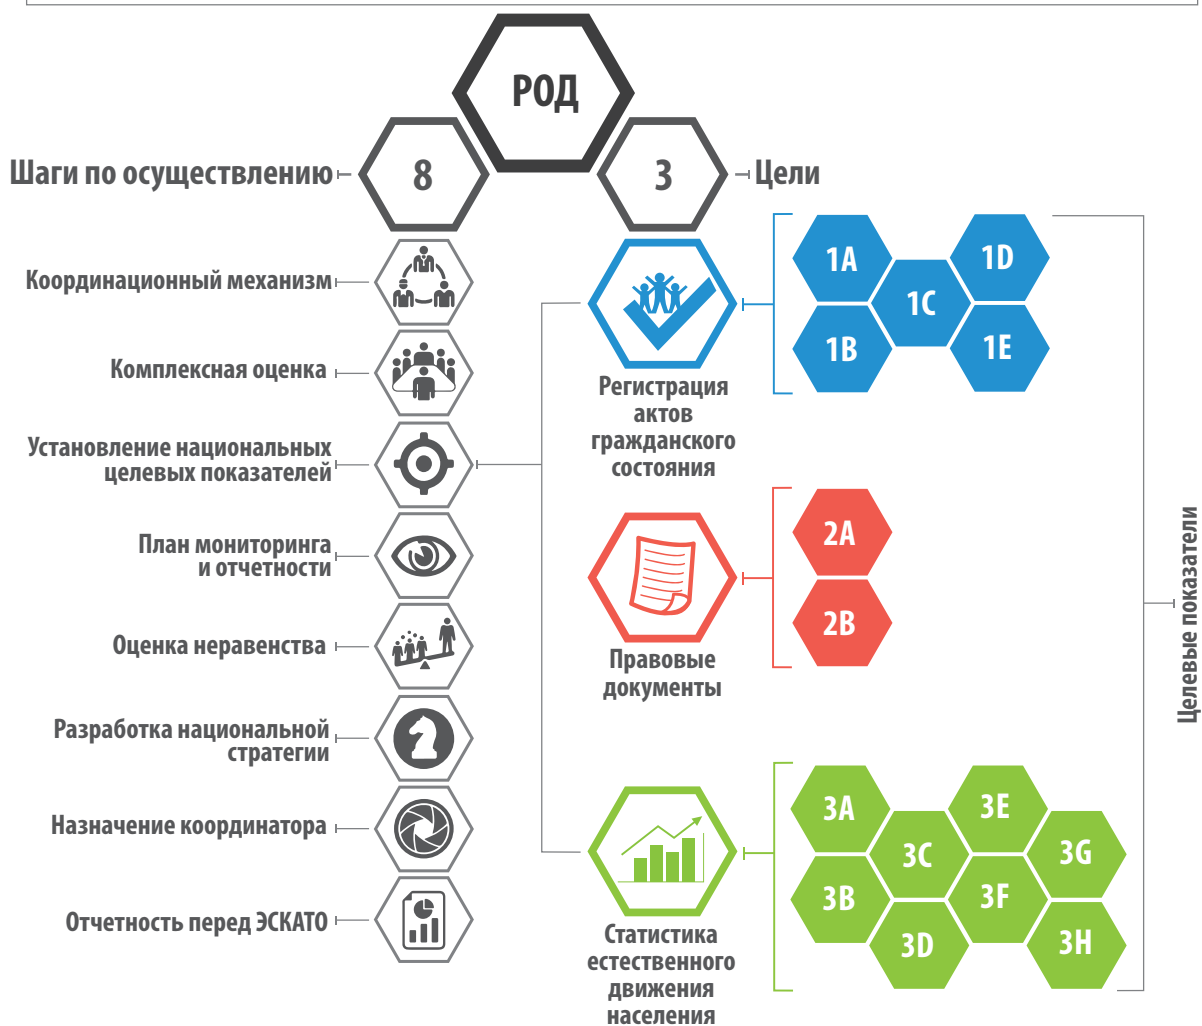 РОД
Шаги по осуществлению
8
3
Цели
Координационный механизм
Комплексная оценка
Установление национальных
целевых показателей
План мониторинга
и отчетности
Оценка неравенства
Разработка национальной
стратегии
Назначение координатора
Отчетность перед ЭСКАТО
Регистрация
актов
гражданского
состояния
1A
1B
1C
1D
1E
Правовые
документы
2A
2B
Статистика
естественного
движения
населения
3A
3B
3C
3D
3E
3F
3G
3H
Целевые показатели